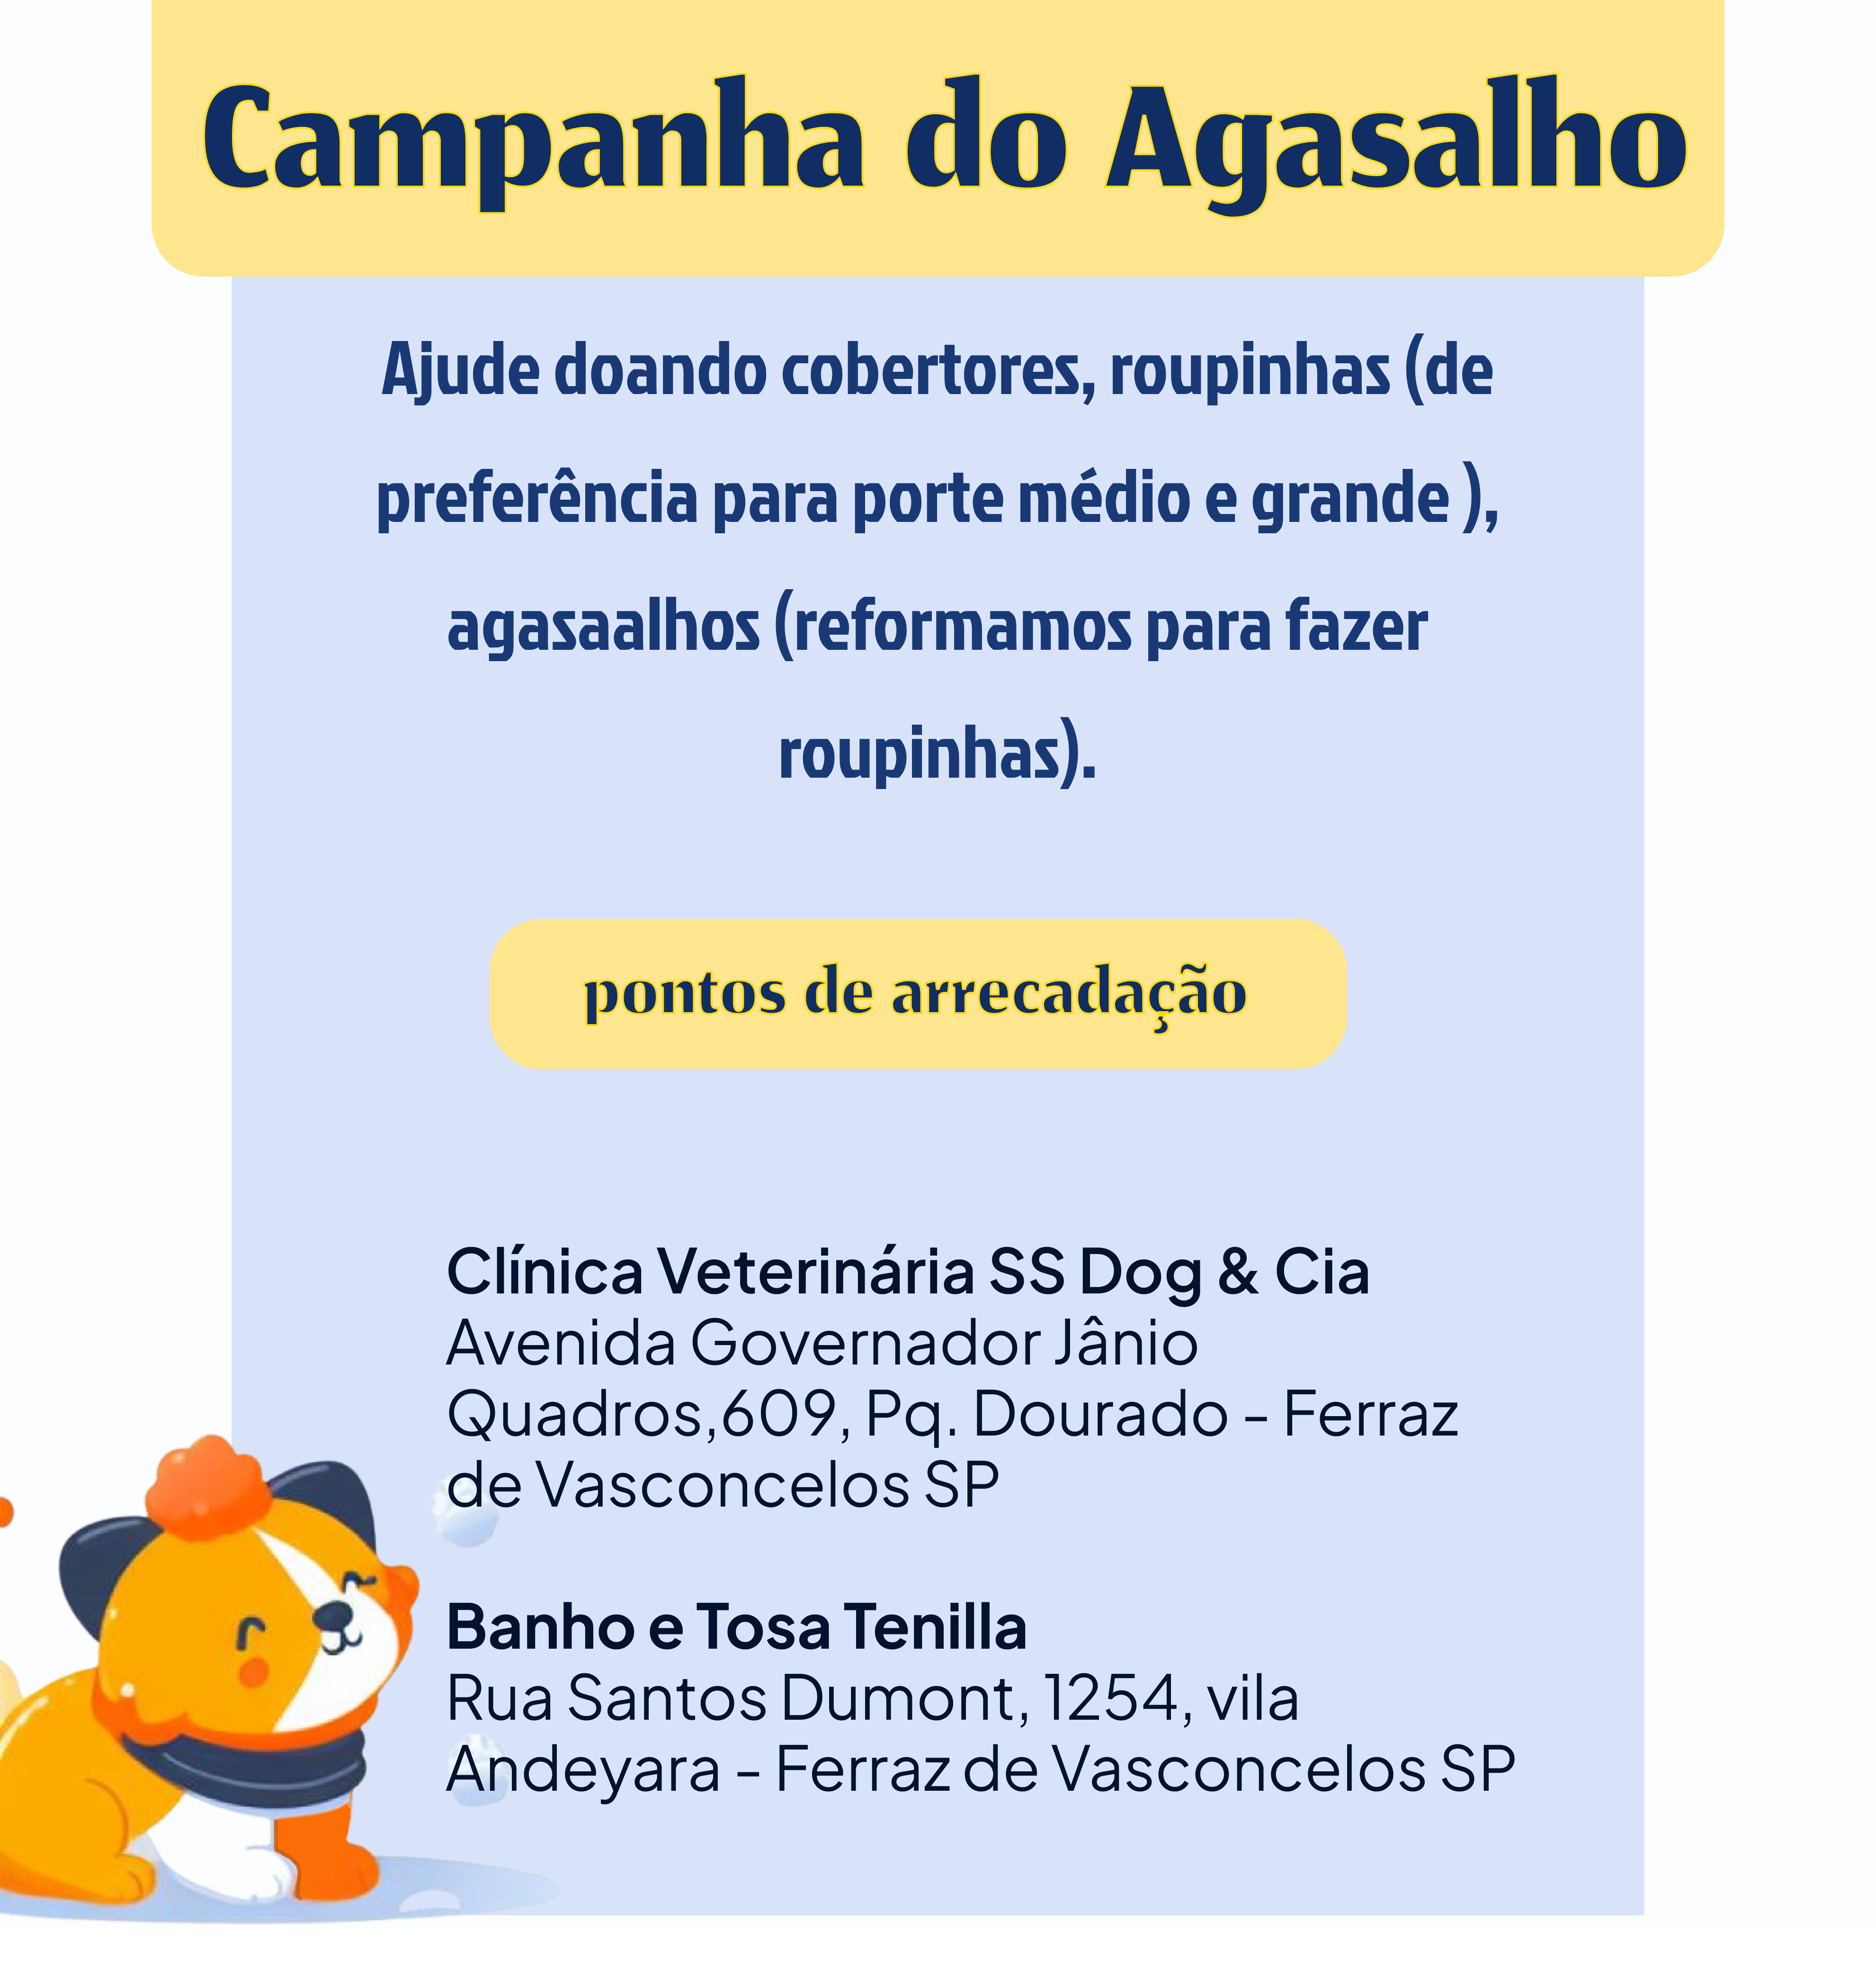 Campanha do Agasalho
Ajude doando cobertores, roupinhas (de
preferência para porte médio e grande ),
agasaalhos (reformamos para fazer
roupinhas).
pontos de arrecadação
Clínica Veterinária SS Dog & Cia
Avenida Governador Jânio
Quadros,609, Pq. Dourado - Ferraz
de Vasconcelos SP
Banho e Tosa Tenilla
Rua Santos Dumont, 1254, vila
Andeyara - Ferraz de Vasconcelos SP